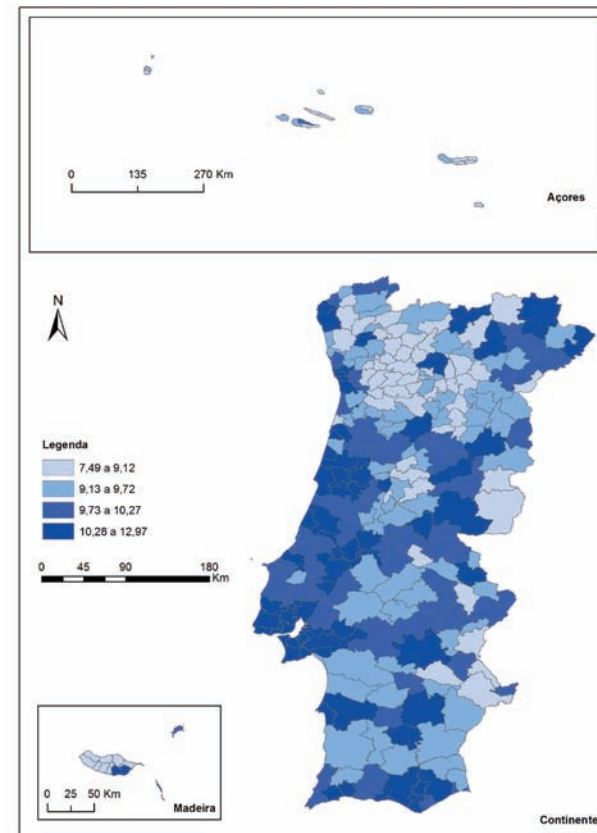 0 135 270 Km
Açores
N
Legenda
7,49 a 9,12
9,13 a 9,72
9,73 a 10,27
10,28 a 12,97
0 45 90 180
Km
0 25 50 Km
Madeira
Continente